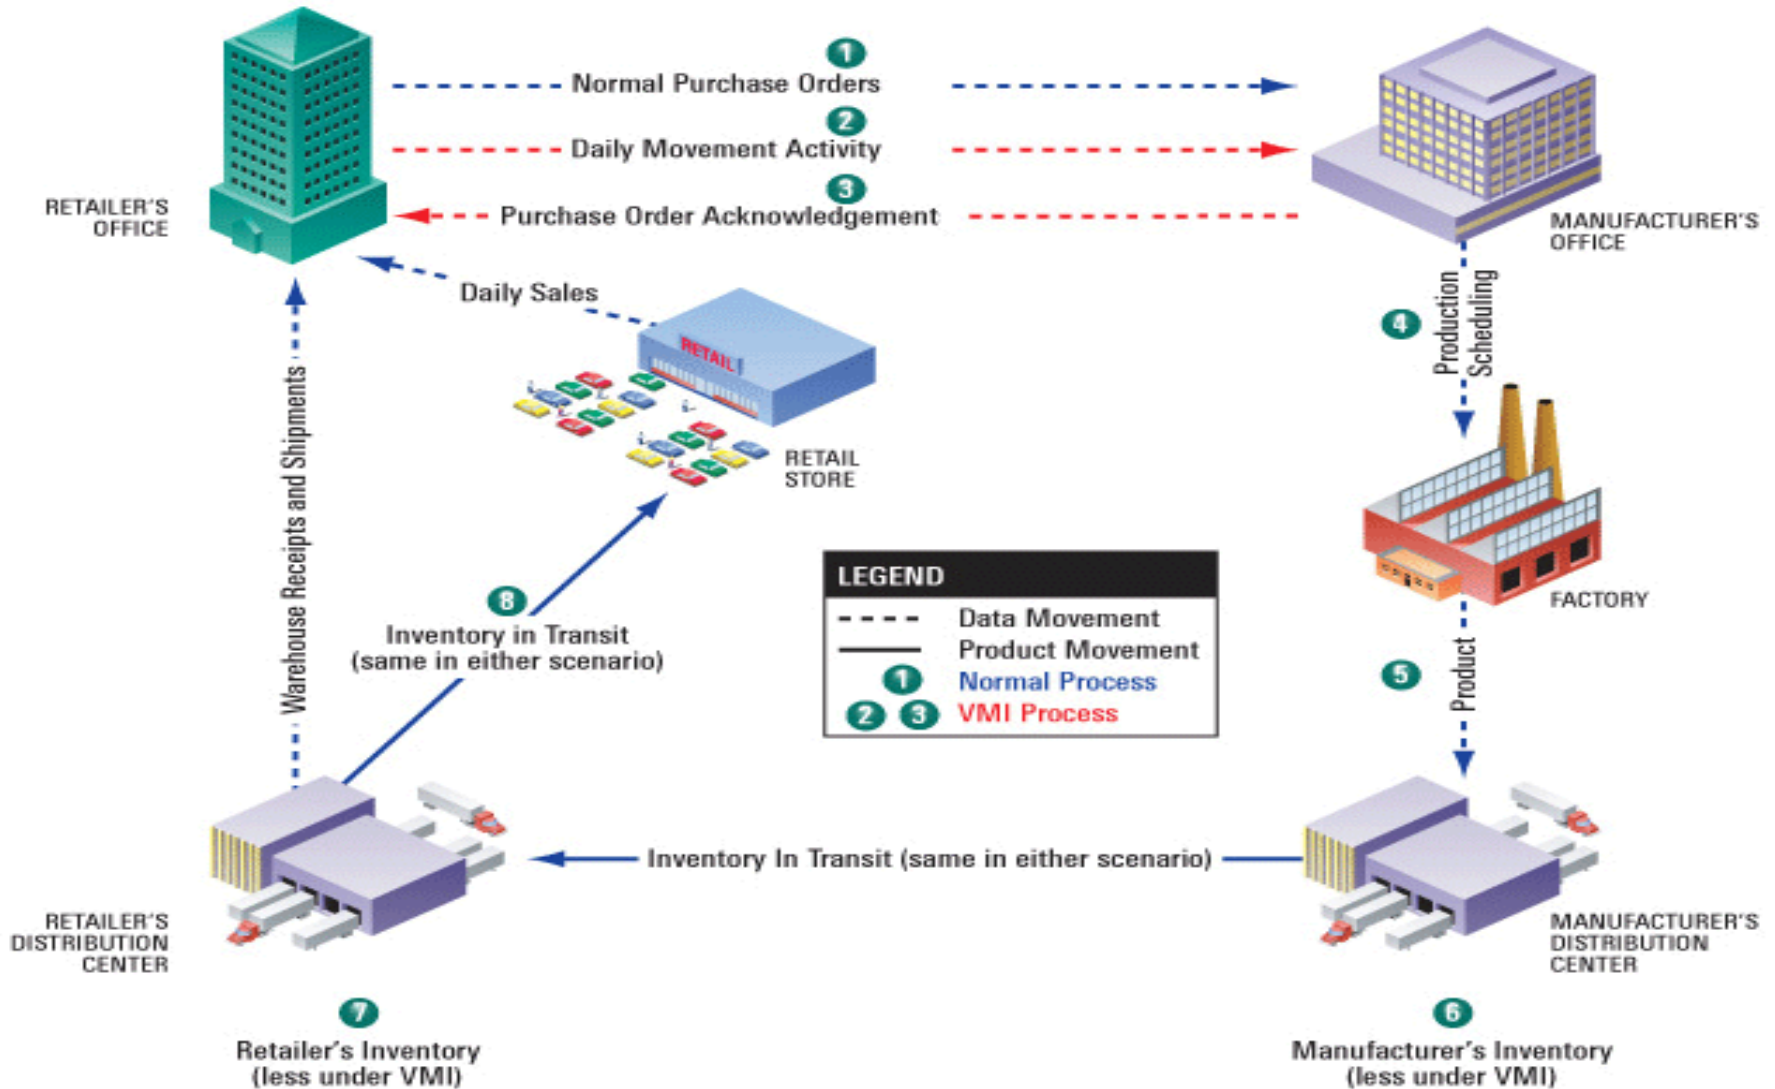 1
Normal Purchase Orders
2
Daily Movement Activity
3
Purchase Order Acknowledgement
RETAILER'S
OFFICE
MANUFACTURER'S
OFFICE
Daily Sales
RETAIL
RETAIL
STORE
4
Production
Scheduling
Warehouse Receipts and Shipments
FACTORY
8
Inventory in Transit
(same in either scenario)
LEGEND
Data Movement
Product Movement
1 Normal Process
2 3 VMI Process
5
Product
Inventory In Transit (same in either scenario)
RETAILER'S
DISTRIBUTION
CENTER
MANUFACTURER'S
DISTRIBUTION
CENTER
7
Retailer's Inventory
(less under VMI)
6
Manufacturer's Inventory
(less under VMI)